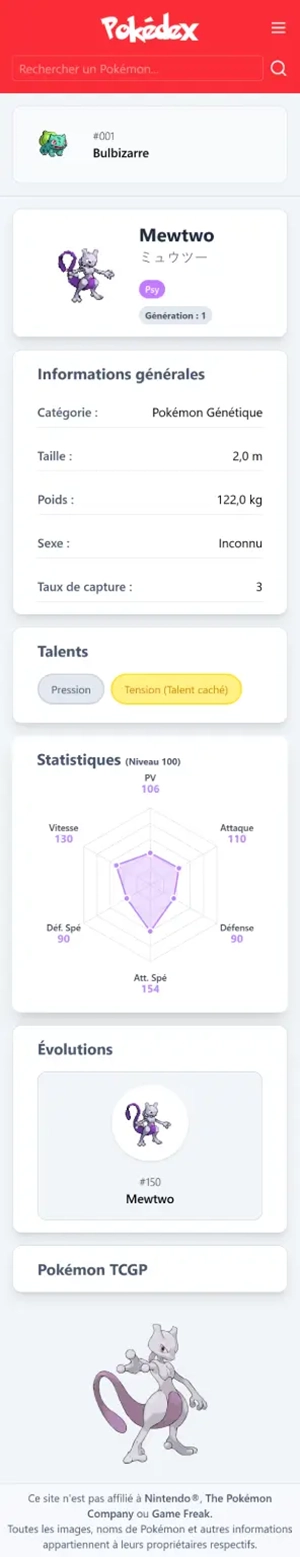 Pokédex
Rechercher un Pokémon...
#001
Bulbizarre
Mewtwo
ミュウツー
Psy
Génération : 1
Informations générales
Catégorie : Pokémon Génétique
Taille : 2,0 m
Poids : 122,0 kg
Sexe : Inconnu
Taux de capture : 3
Talents
Pression Tension (Talent caché)
Statistiques (Niveau 100)
PV
106
Vitesse
130
Attaque
110
Déf. Spé
90
Défense
90
Att. Spé
154
Évolutions
#150
Mewtwo
Pokémon TCGP
Ce site n'est pas affilié à Nintendo®, The Pokémon
Company ou Game Freak.
Toutes les images, noms de Pokémon et autres informations
appartiennent à leurs propriétaires respectifs.